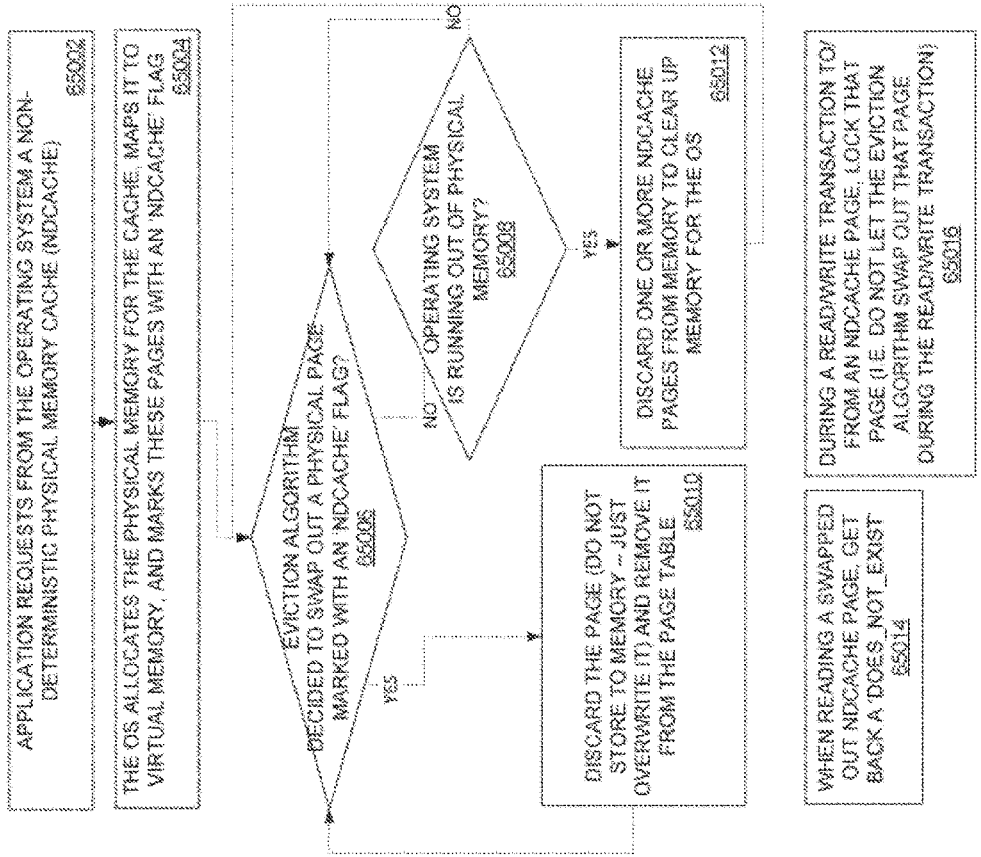 APPLICATION REQUESTS FROM THE OPERATING SYSTEM A NON-
DETERMINISTIC PHYSICAL MEMORY CACHE (NDCACHE)
65002
THE OS ALLOCATES THE PHYSICAL MEMORY FOR THE CACHE, MAPS IT TO
VIRTUAL MEMORY, AND MARKS THESE PAGES WITH AN 'NDCACHE' FLAG
65004
EVICTION ALGORITHM
DECIDED TO SWAP OUT A PHYSICAL PAGE
MARKED WITH AN 'NDCACHE' FLAG?
65006
YES
NO
OPERATING SYSTEM
IS RUNNING OUT OF PHYSICAL
MEMORY?
65008
NO
YES
DISCARD THE PAGE (DO NOT
STORE TO MEMORY – JUST
OVERWRITE IT) AND REMOVE IT
FROM THE PAGE TABLE
65010
DISCARD ONE OR MORE NDCACHE
PAGES FROM MEMORY TO CLEAR UP
MEMORY FOR THE OS
65012
WHEN READING A SWAPPED
OUT NDCACHE PAGE, GET
BACK A 'DOES_NOT_EXIST'
65014
DURING A READ/WRITE TRANSACTION TO/
FROM AN NDCACHE PAGE, LOCK THAT
PAGE (I.E. DO NOT LET THE EVICTION
ALGORITHM SWAP OUT THAT PAGE
DURING THE READ/WRITE TRANSACTION)
65016